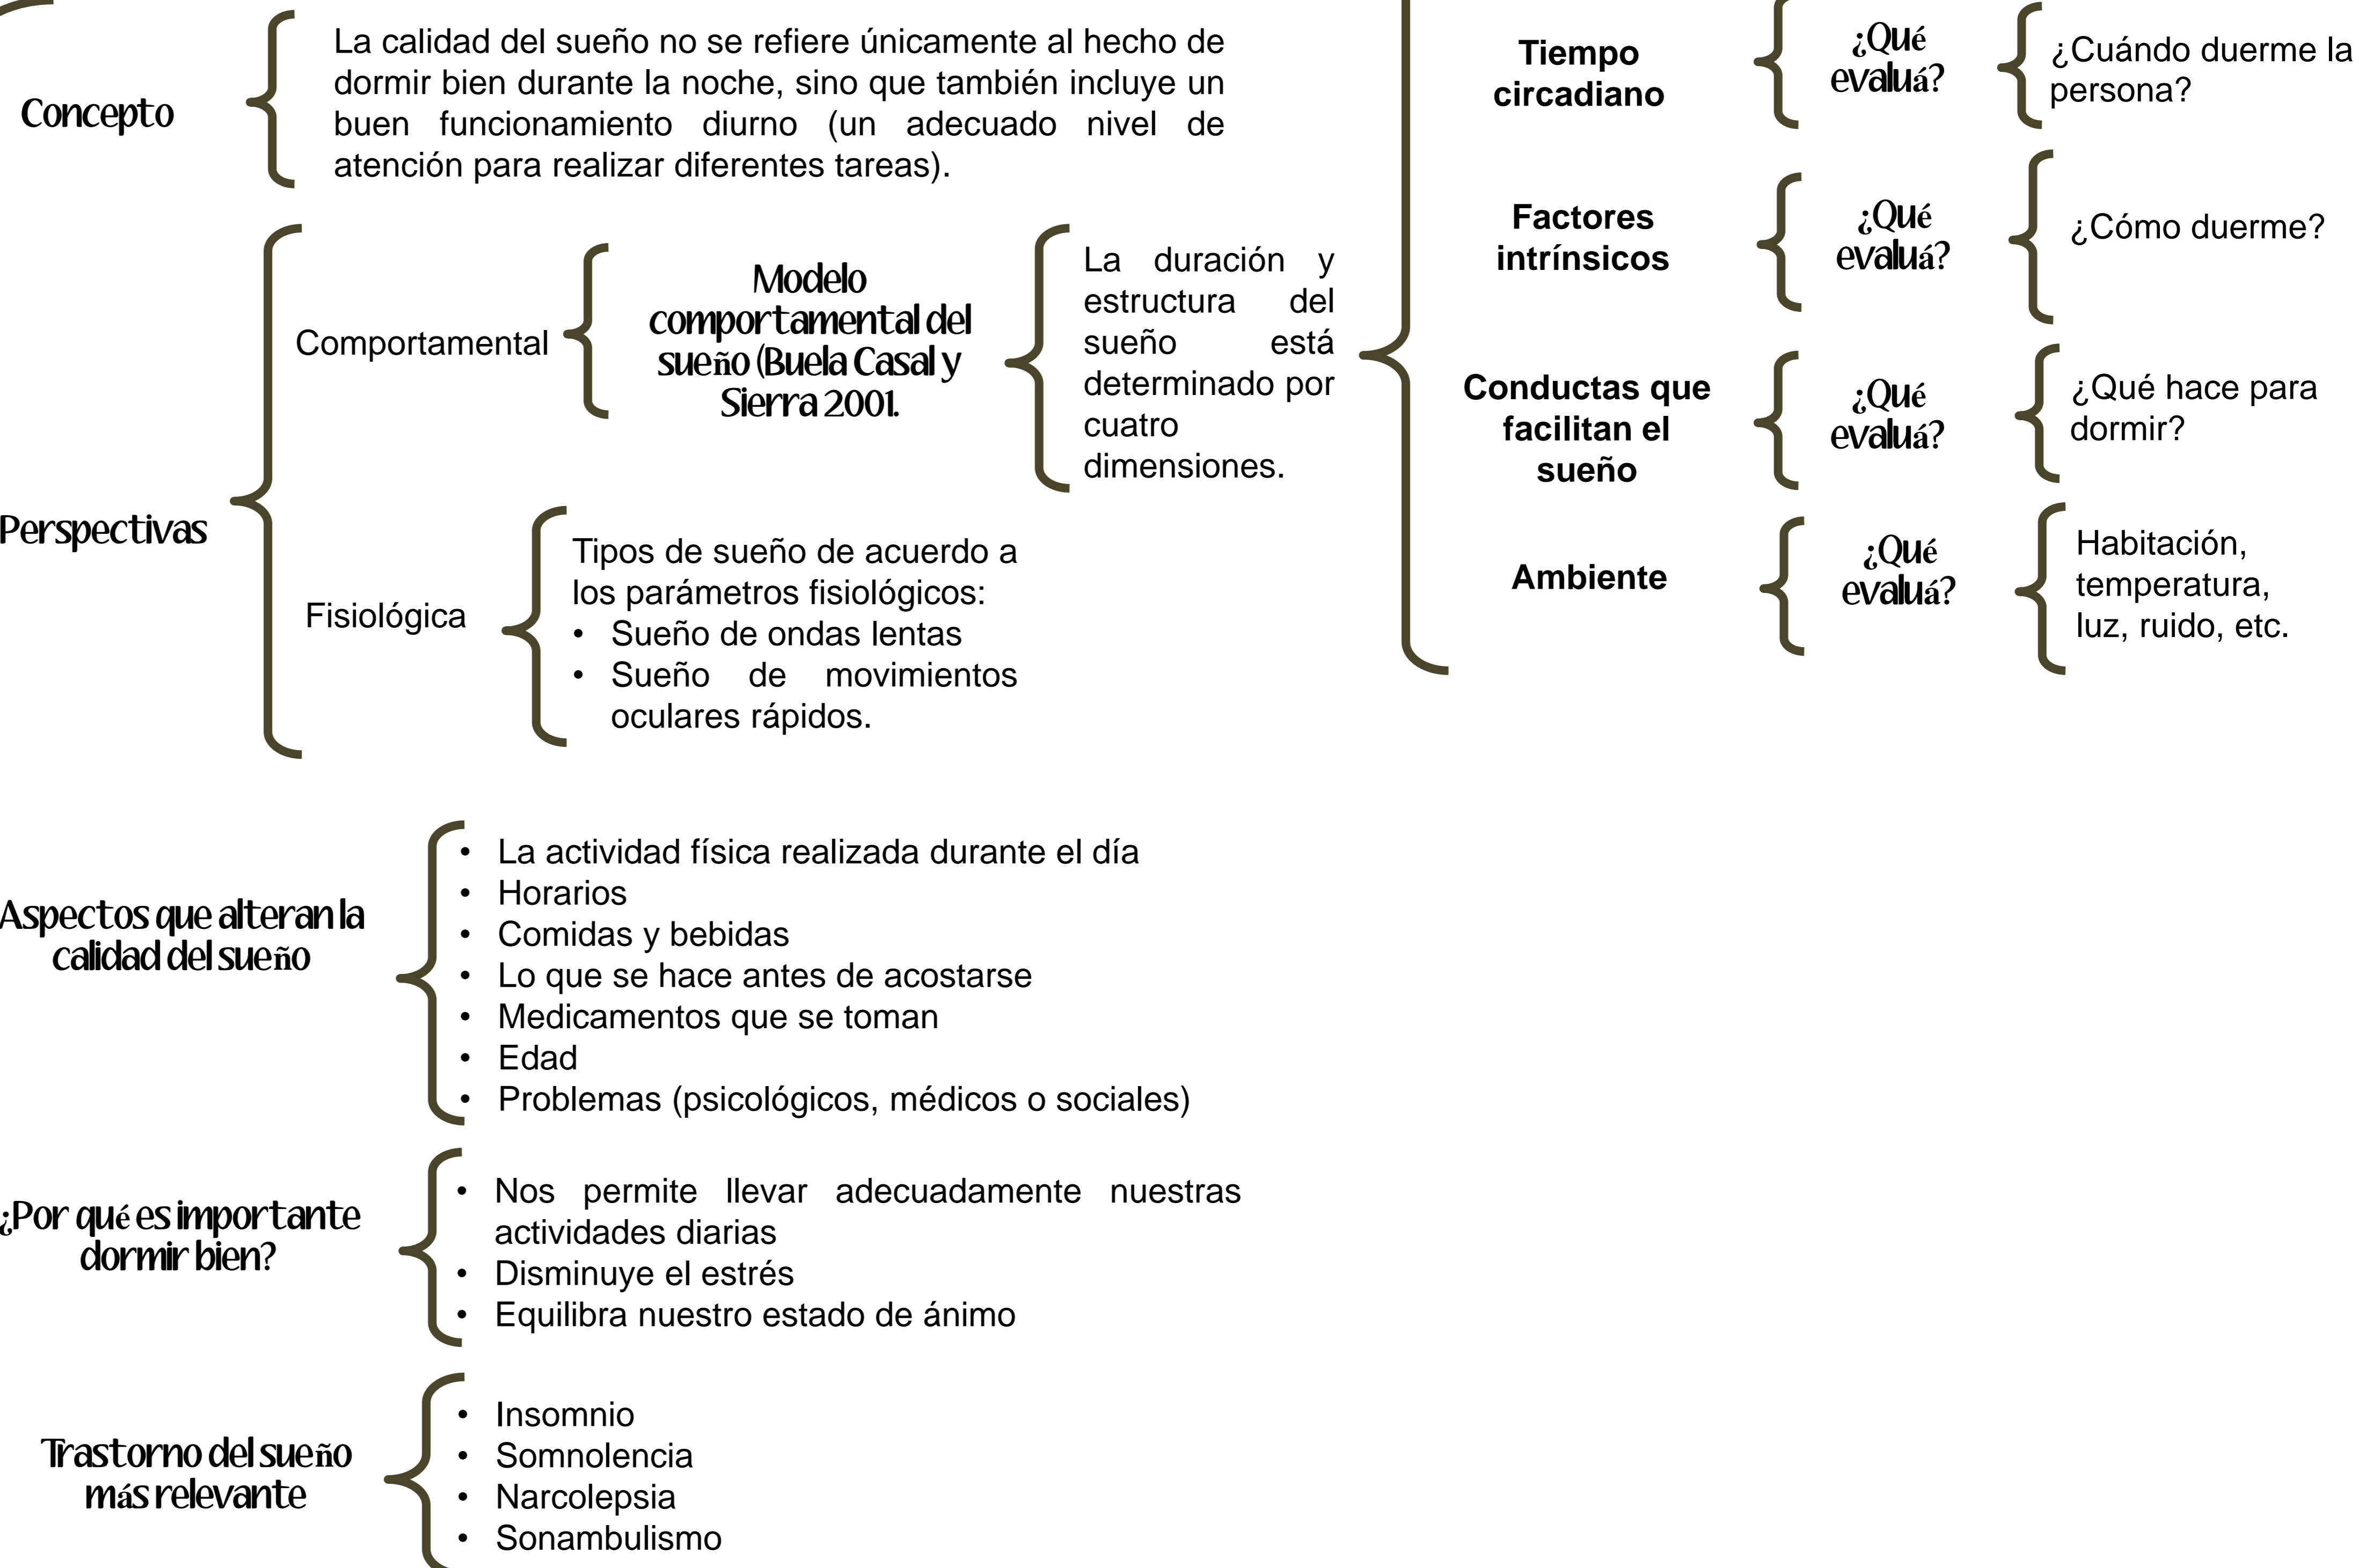 Concepto
La calidad del sueño no se refiere únicamente al hecho de
dormir bien durante la noche, sino que también incluye un
buen funcionamiento diurno (un adecuado nivel de
atención para realizar diferentes tareas).
Perspectivas
Comportamental
Modelo
comportamental del
sueño (Buela Casal y
Sierra 2001.
La duración y
estructura del
sueño está
determinado por
cuatro
dimensiones.
Tiempo
circadiano
¿Qué
evaluá?
¿Cuándo duerme la
persona?
Factores
intrínsicos
¿Qué
evaluá?
¿Cómo duerme?
Conductas que
facilitan el
sueño
¿Qué
evaluá?
¿Qué hace para
dormir?
Ambiente
¿Qué
evaluá?
Habitación,
temperatura,
luz, ruido, etc.
Fisiológica
Tipos de sueño de acuerdo a
los parámetros fisiológicos:
• Sueño de ondas lentas
• Sueño de movimientos
oculares rápidos.
Aspectos que alteran la
calidad del sueño
• La actividad física realizada durante el día
• Horarios
• Comidas y bebidas
• Lo que se hace antes de acostarse
• Medicamentos que se toman
• Edad
• Problemas (psicológicos, médicos o sociales)
¿Por qué es importante
dormir bien?
• Nos permite llevar adecuadamente nuestras
actividades diarias
• Disminuye el estrés
• Equilibra nuestro estado de ánimo
Trastorno del sueño
más relevante
• Insomnio
• Somnolencia
• Narcolepsia
• Sonambulismo